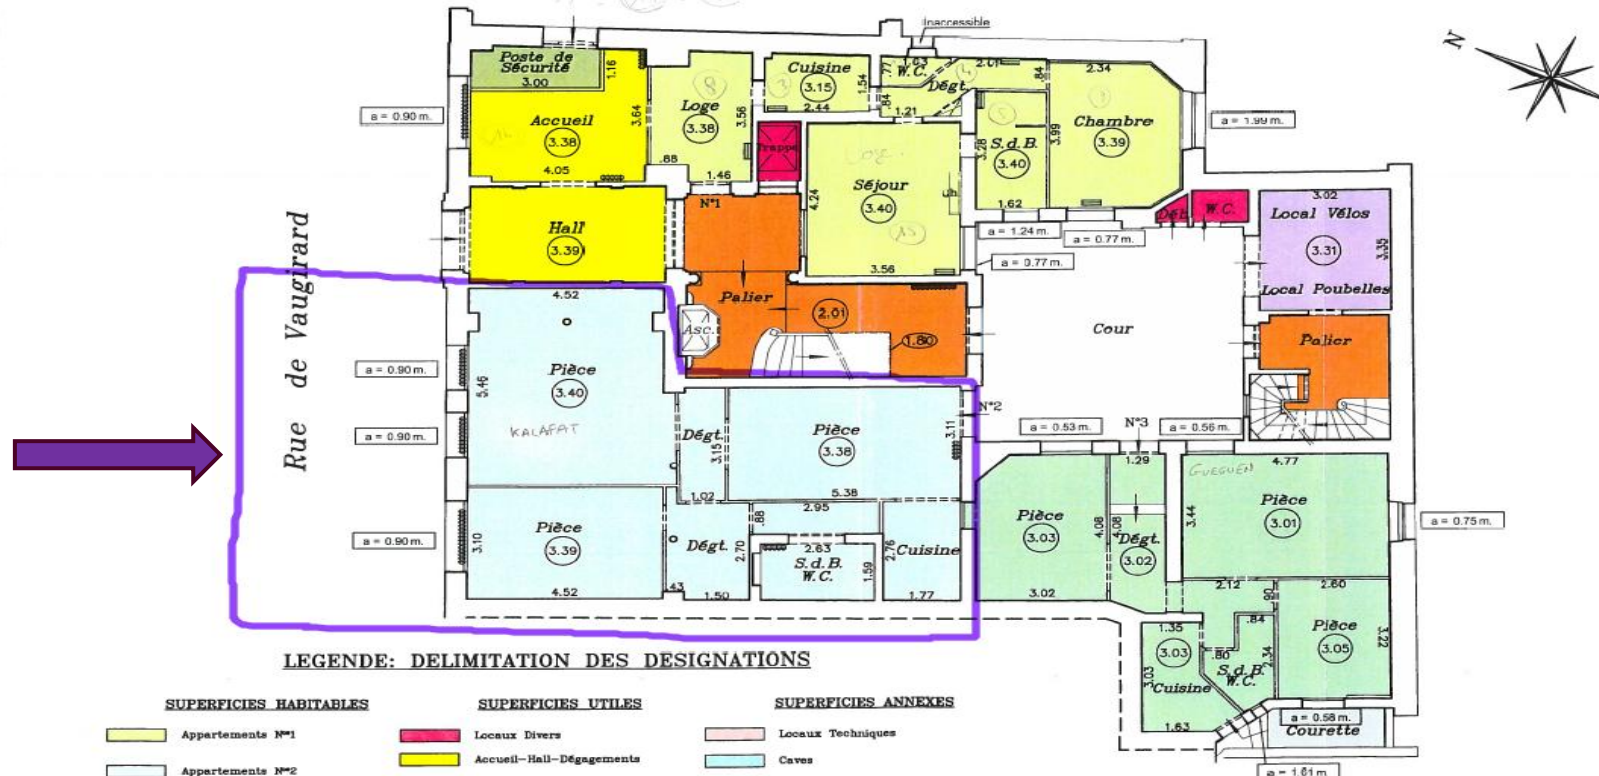 Inaccessible
N
Poste de
Sécurité
3.00
1.16
Cuisine
3.15
2.44
1.54
W.C.
1.63
.77
.84
2.01
.84
Dégt.
1.21
2.34
a = 0.90 m.
Accueil
3.38
4.05
3.64
Loge
3.38
3.56
.88
1.46
Trappe
S.d.B.
3.40
3.28
1.62
3.99
Chambre
3.39
a = 1.99 m.
Séjour
3.40
4.24
3.56
N°1
Hall
3.39
Dét.
W.C.
3.02
Local Vélos
3.31
3.35
Local Poubelles
a = 1.24 m.
a = 0.77 m.
a = 0.77 m.
Rue de Vaugirard
Palier
Asc.
2.01
1.80
Cour
Palier
4.52
a = 0.90 m.
Pièce
3.40
5.46
KALAFAT
a = 0.90 m.
Dégt.
3.15
1.02
Pièce
3.38
3.11
5.38
N°2
a = 0.53 m.
N°3
a = 0.56 m.
1.29
GUEGUEN
4.77
Pièce
3.01
3.44
a = 0.75 m.
Pièce
3.03
4.08
3.02
4.08
Dégt.
3.02
a = 0.90 m.
Pièce
3.39
3.10
4.52
Dégt.
2.70
.43
1.50
.88
2.95
2.63
S.d.B.
W.C.
1.59
2.76
Cuisine
1.77
2.12
.90
2.60
Pièce
3.05
3.22
1.35
3.03
3.03
Cuisine
1.63
.84
.80
2.34
S.d.B.
W.C.
a = 0.58 m.
Courette
a = 1.01 m.
LEGENDE: DELIMITATION DES DESIGNATIONS
SUPERFICIES HABITABLES
SUPERFICIES UTILES
SUPERFICIES ANNEXES
Appartements N°1
Locaux Divers
Locaux Techniques
Appartements N°2
Accueil-Hall-Dégagements
Caves